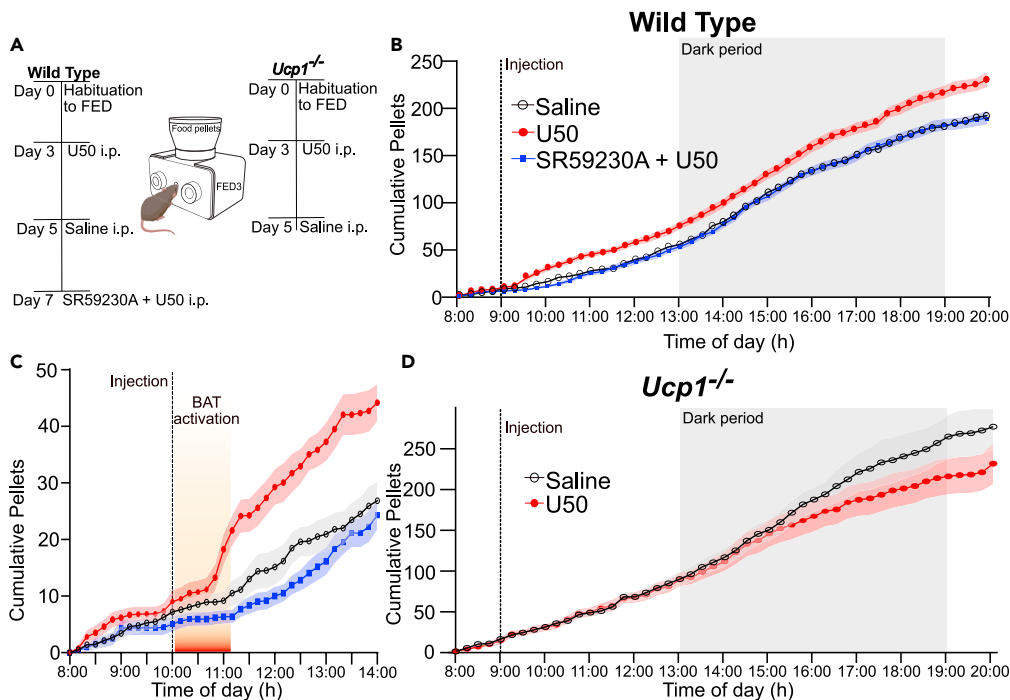 Wild Type
A
Wild Type
Day 0 Habituation
to FED
Day 3 U50 i.p.
Day 5 Saline i.p.
Day 7 SR59230A + U50 i.p.
Food pellets
FED3
Ucp1-/-
Day 0 Habituation
to FED
Day 3 U50 i.p.
Day 5 Saline i.p.
B
Injection
Dark period
Saline
U50
SR59230A + U50
Cumulative Pellets
250
200
150
100
50
0
8:00 9:00 10:00 11:00 12:00 13:00 14:00 15:00 16:00 17:00 18:00 19:00 20:00
Time of day (h)
C
Injection
BAT
activation
Cumulative Pellets
50
40
30
20
10
0
8:00 9:00 10:00 11:00 12:00 13:00 14:00
Time of day (h)
D
Ucp1-/-
Injection
Dark period
Saline
U50
Cumulative Pellets
250
200
150
100
50
0
8:00 9:00 10:00 11:00 12:00 13:00 14:00 15:00 16:00 17:00 18:00 19:00 20:00
Time of day (h)